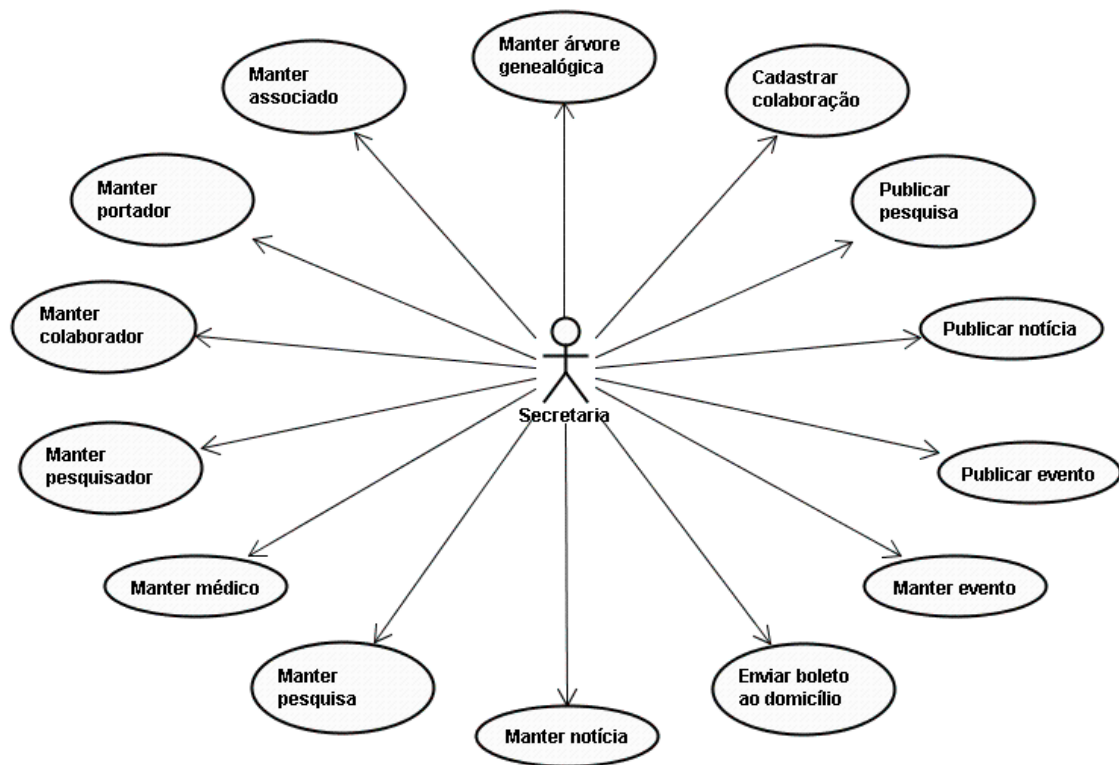 Manter árvore
genealógica
Manter
associado
Cadastrar
colaboração
Manter
portador
Publicar
pesquisa
Manter
colaborador
Publicar notícia
Secretaria
Manter
pesquisador
Publicar evento
Manter médico
Manter evento
Manter
pesquisa
Enviar boleto
ao domicílio
Manter notícia